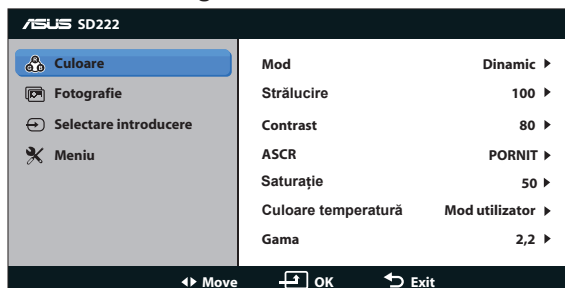 ASUS SD222
Culoare
Fotografie
Selectare introducere
Meniu
Mod Dinamic
Strălucire 100
Contrast 80
ASCR PORNIT
Saturație 50
Culoare temperatură Mod utilizator
Gama 2,2
Move OK Exit